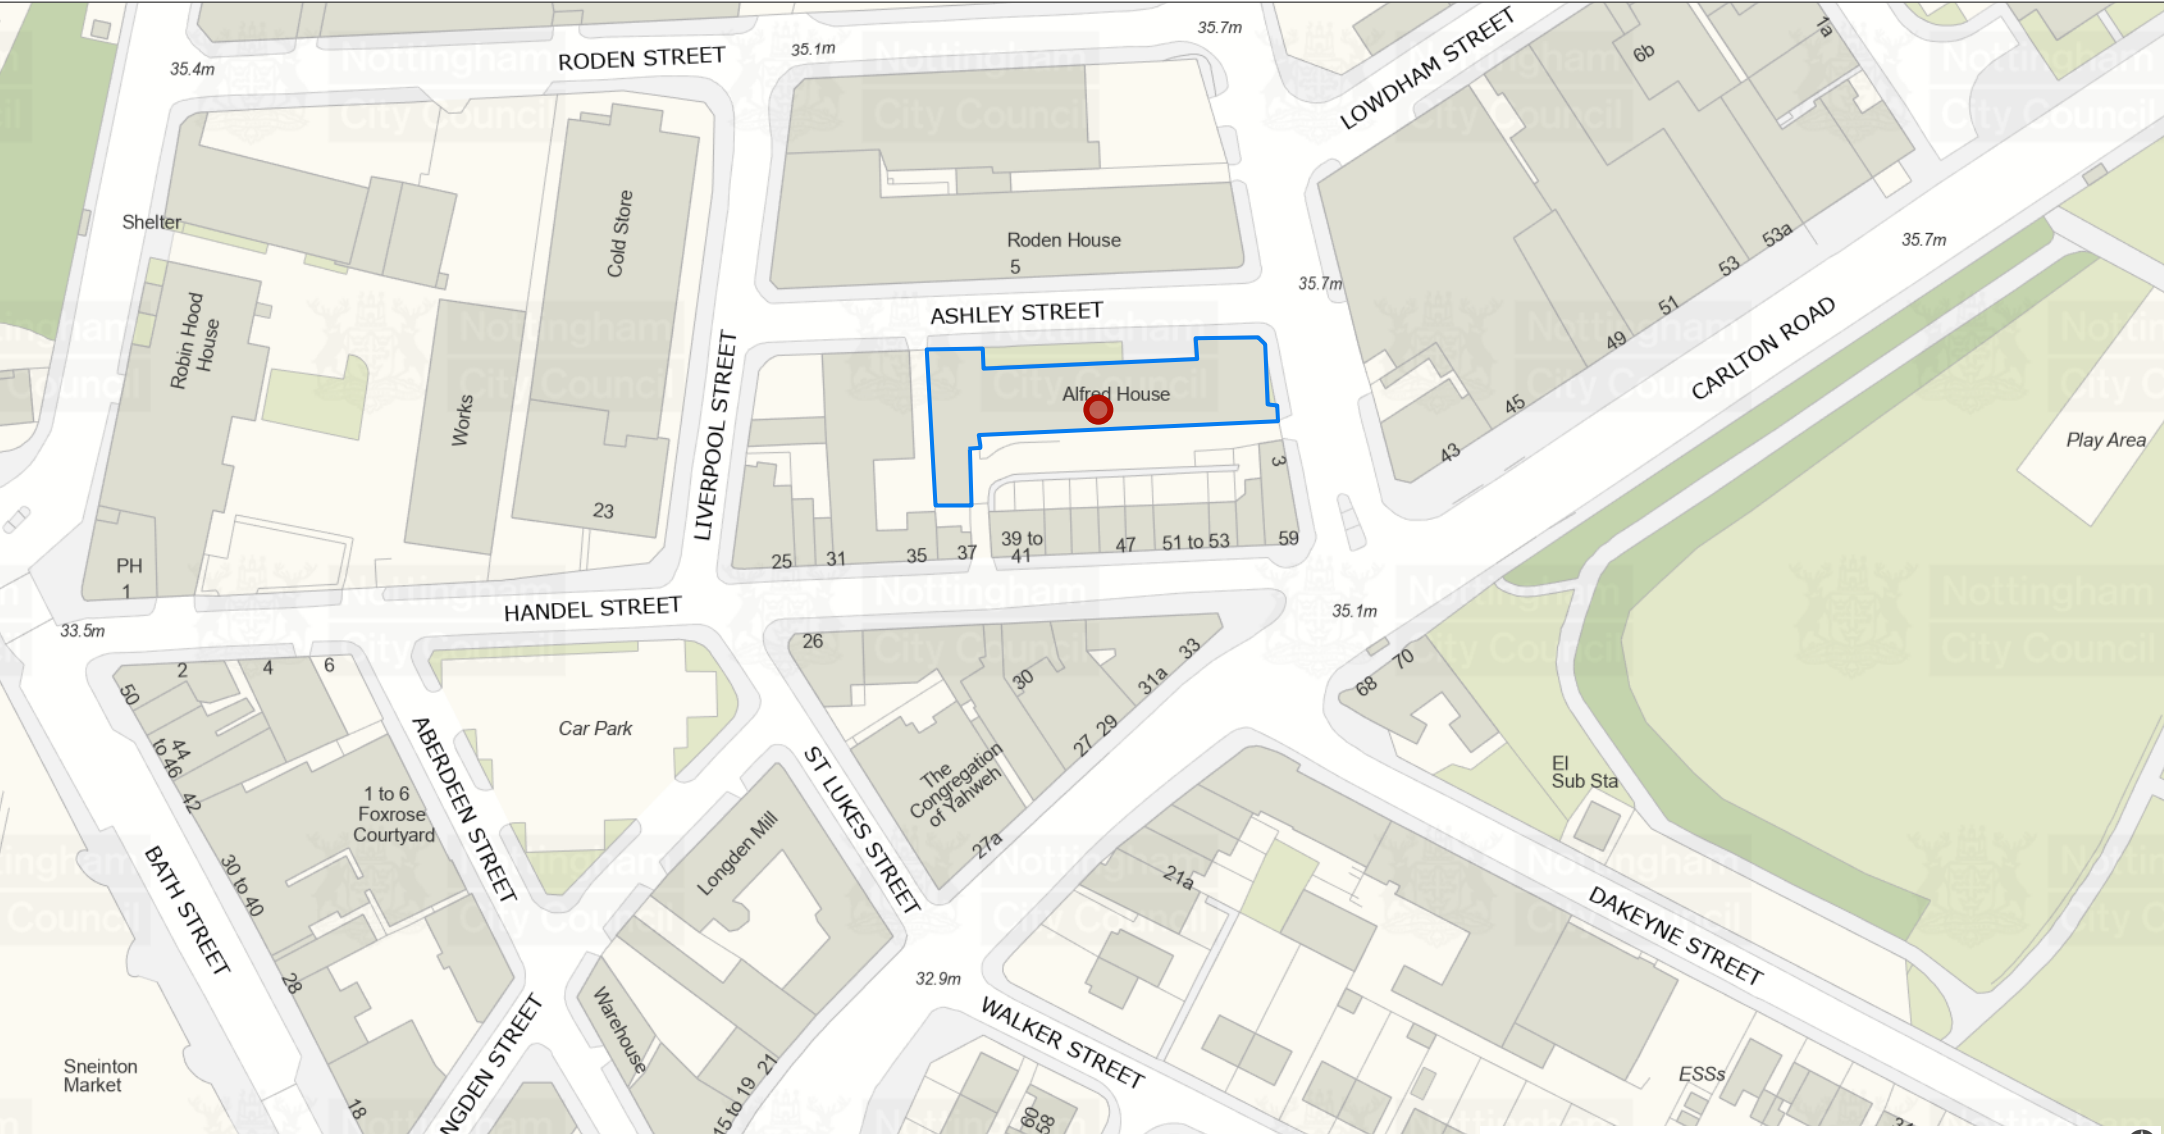 35.7m
LOWDHAM STREET
1a
6b
RODEN STREET
35.1m
35.4m
Nottingham
City Council
Shelter
Cold Store
Roden House
5
53a
53
51
49
45
43
35.7m
35.7m
CARLTON ROAD
Play Area
ASHLEY STREET
Alfred House
LIVERPOOL STREET
Robin Hood
House
Works
23
PH
1
25
31
35
37
39 to
41
47
51 to 53
59
3
HANDEL STREET
33.5m
35.1m
2
4
6
50
44
to 46
42
26
30
31a
33
27
29
70
68
Car Park
ABERDEEN STREET
ST LUKES STREET
The
Congregation
of Yahweh
27a
1 to 6
Foxrose
Courtyard
30 to 40
BATH STREET
28
18
Longden Mill
El
Sub Sta
21a
DAKEYNE STREET
32.9m
WALKER STREET
Warehouse
NGDEN STREET
15 to 19
21
60
58
Sneinton
Market
ESSs